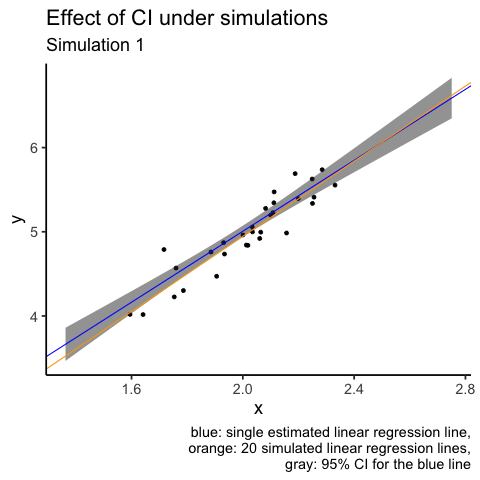 Effect of CI under simulations
Simulation 1
6
5
4
y
1.6 2.0 2.4 2.8
x
blue: single estimated linear regression line,
orange: 20 simulated linear regression lines,
gray: 95% CI for the blue line